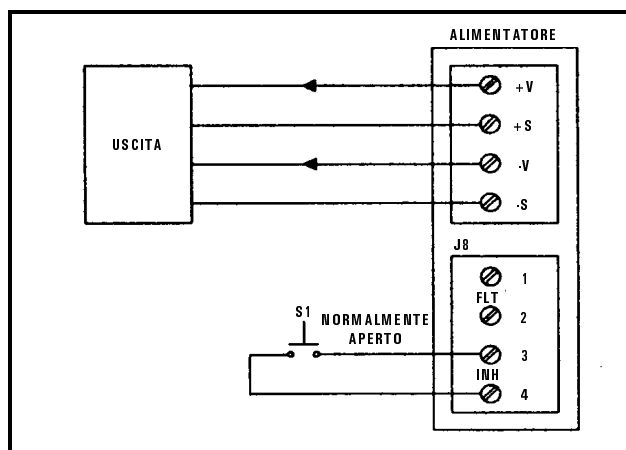 ALIMENTATORE
+V
+S
USCITA
-V
-S
J8
1
FLT
2
S1
NORMALMENTE
APERTO
3
INH
4